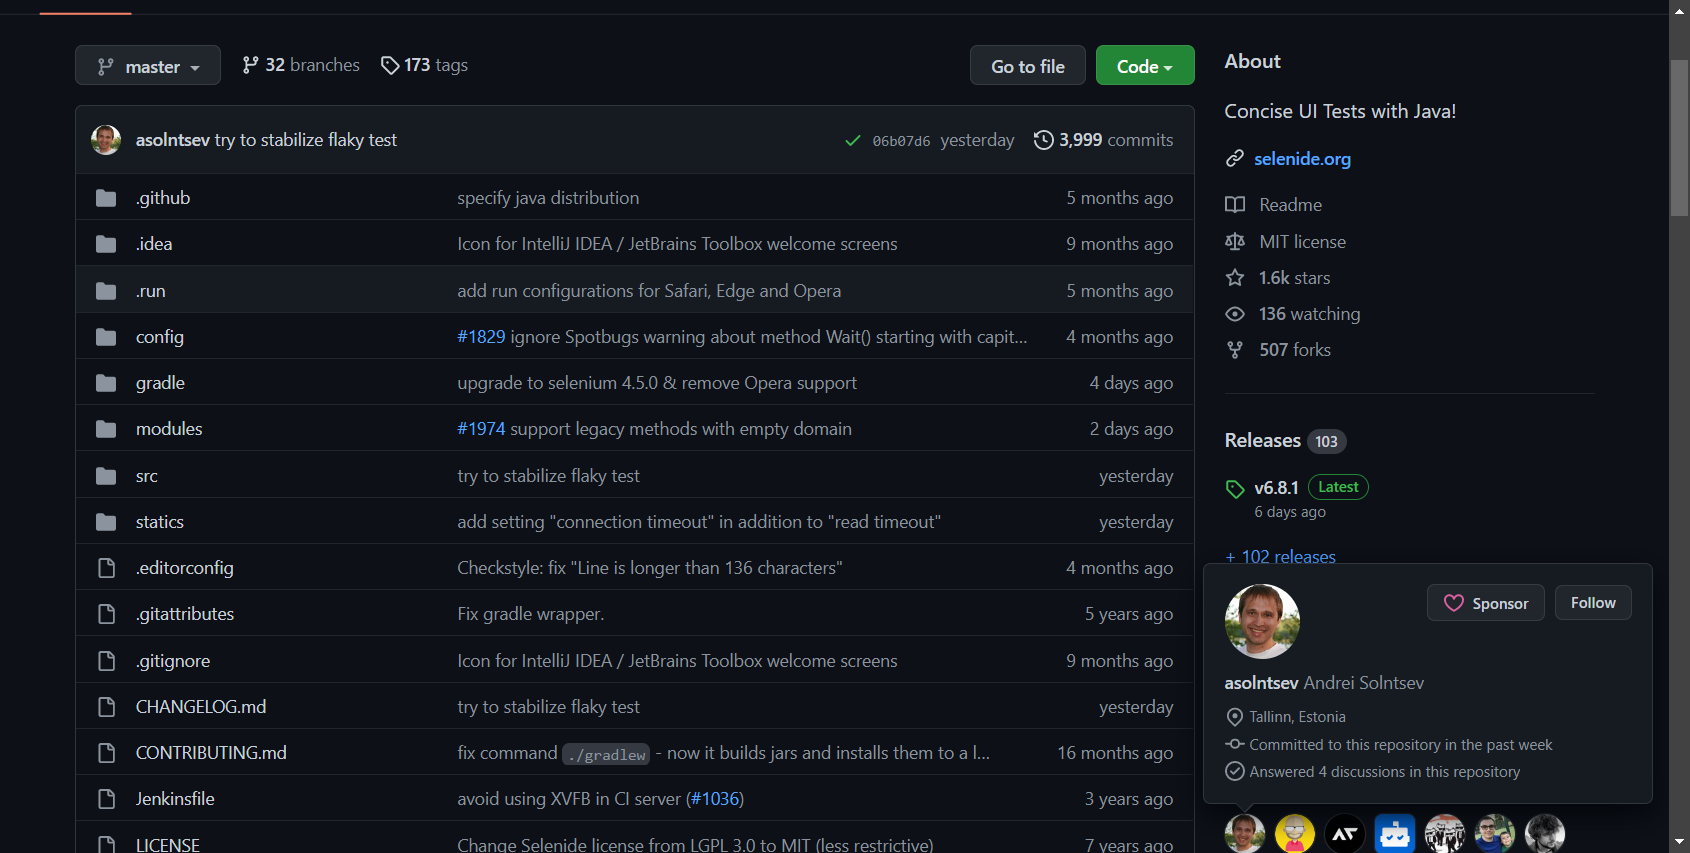 master 32 branches 173 tags Go to file Code
asolntsev try to stabilize flaky test 06b07d6 yesterday 3,999 commits
.github specify java distribution 5 months ago
.idea Icon for IntelliJ IDEA / JetBrains Toolbox welcome screens 9 months ago
.run add run configurations for Safari, Edge and Opera 5 months ago
config #1829 ignore Spotbugs warning about method Wait() starting with capit... 4 months ago
gradle upgrade to selenium 4.5.0 & remove Opera support 4 days ago
modules #1974 support legacy methods with empty domain 2 days ago
src try to stabilize flaky test yesterday
statics add setting "connection timeout" in addition to "read timeout" yesterday
.editorconfig Checkstyle: fix "Line is longer than 136 characters" 4 months ago
.gitattributes Fix gradle wrapper. 5 years ago
.gitignore Icon for IntelliJ IDEA / JetBrains Toolbox welcome screens 9 months ago
CHANGELOG.md try to stabilize flaky test yesterday
CONTRIBUTING.md fix command ./gradlew - now it builds jars and installs them to a l... 16 months ago
Jenkinsfile avoid using XVFB in CI server (#1036) 3 years ago
LICENSE Change Selenide license from LGPL 3.0 to MIT (less restrictive) 7 years ago
About
Concise UI Tests with Java!
selenide.org
Readme
MIT license
1.6k stars
136 watching
507 forks
Releases 103
v6.8.1 Latest
6 days ago
+ 102 releases
Sponsor Follow
asolntsev Andrei Solntsev
Tallinn, Estonia
Committed to this repository in the past week
Answered 4 discussions in this repository